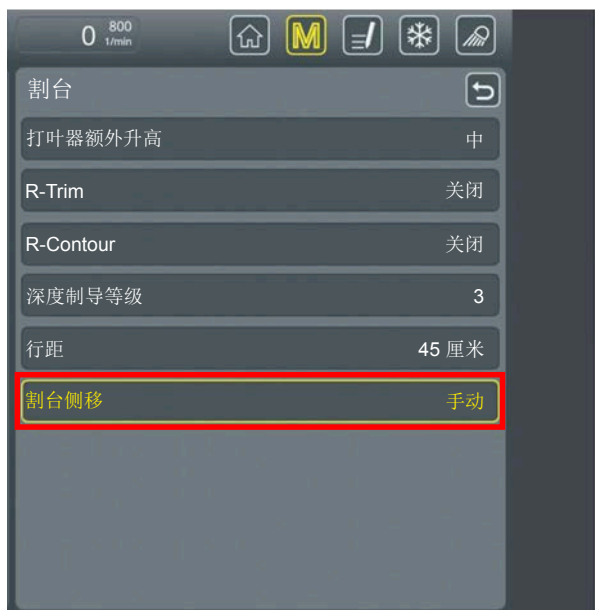 0 800
1/min
M
割台
打叶器额外升高 中
R-Trim 关闭
R-Contour 关闭
深度制导等级 3
行距 45 厘米
割台侧移 手动